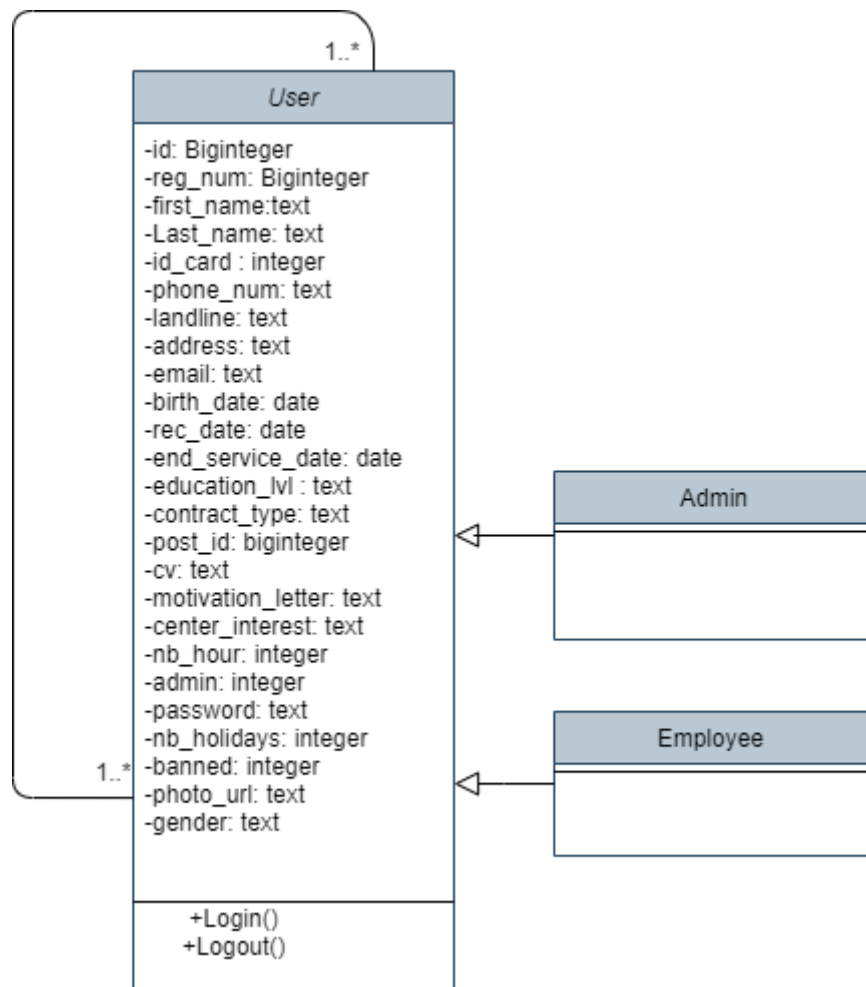 1..*
User
-id: Biginteger
-reg_num: Biginteger
-first_name:text
-Last_name: text
-id_card : integer
-phone_num: text
-landline: text
-address: text
-email: text
-birth_date: date
-rec_date: date
-end_service_date: date
-education_lvl : text
-contract_type: text
-post_id: biginteger
-cv: text
-motivation_letter: text
-center_interest: text
-nb_hour: integer
-admin: integer
-password: text
-nb_holidays: integer
1..*
-banned: integer
-photo_url: text
-gender: text
+Login()
+Logout()
Admin
Employee